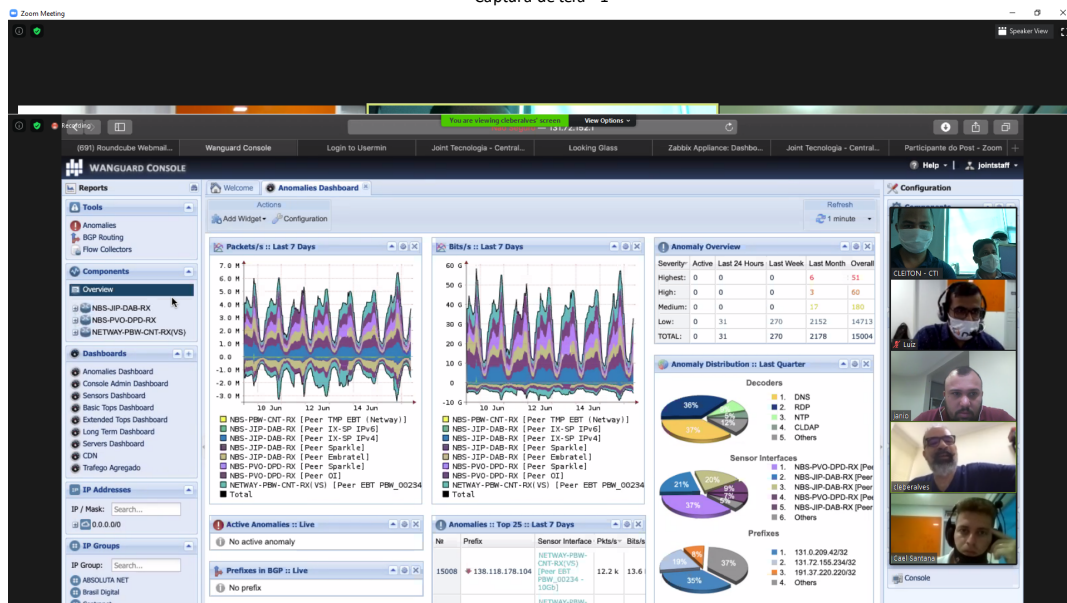 Captura de tela - 1
Zoom Meeting
Speaker View
Recording
You are viewing cleberalves' screen
View Options
131.72.152.1
(691) Roundcube Webmail...
Wanguard Console
Login to Usermin
Joint Tecnologia - Central...
Looking Glass
Zabbix Appliance: Dashbo...
Joint Tecnologia - Central...
Participante do Post - Zoom
WANGUARD CONSOLE
Help
jointstaff
Reports
Welcome
Anomalies Dashboard
Configuration
Tools
Anomalies
BGP Routing
Flow Collectors
Components
Overview
NBS-JIP-DAB-RX
NBS-PVO-DPD-RX
NETWAY-PBW-CNT-RX(VS)
Dashboards
Anomalies Dashboard
Console Admin Dashboard
Sensors Dashboard
Basic Tops Dashboard
Extended Tops Dashboard
Long Term Dashboard
Servers Dashboard
CDN
Trafego Agregado
IP Addresses
IP / Mask:
Search...
0.0.0.0/0
IP Groups
IP Group:
Search...
ABSOLUTA NET
Brasil Digital
Actions
Add Widget
Configuration
Refresh
1 minute
Packets/s :: Last 7 Days
7.0 M
6.0 M
5.0 M
4.0 M
3.0 M
2.0 M
1.0 M
0.0
-1.0 M
-2.0 M
-3.0 M
10 Jun 12 Jun 14 Jun
NBS-PBW-CNT-RX [Peer TMP EBT (Netway)]
NBS-JIP-DAB-RX [Peer IX-SP IPv6]
NBS-JIP-DAB-RX [Peer IX-SP IPv4]
NBS-JIP-DAB-RX [Peer Sparkle]
NBS-JIP-DAB-RX [Peer Embratel]
NBS-PVO-DPD-RX [Peer Sparkle]
NBS-PVO-DPD-RX [Peer OI]
NETWAY-PBW-CNT-RX(VS) [Peer EBT PBW_00234
Total
Bits/s :: Last 7 Days
60 G
50 G
40 G
30 G
20 G
10 G
0
-10 G
10 Jun 12 Jun 14 Jun
NBS-PBW-CNT-RX [Peer TMP EBT (Netway)]
NBS-JIP-DAB-RX [Peer IX-SP IPv6]
NBS-JIP-DAB-RX [Peer IX-SP IPv4]
NBS-JIP-DAB-RX [Peer Sparkle]
NBS-JIP-DAB-RX [Peer Embratel]
NBS-PVO-DPD-RX [Peer Sparkle]
NBS-PVO-DPD-RX [Peer OI]
NETWAY-PBW-CNT-RX(VS) [Peer EBT PBW_00234
Total
Anomaly Overview
Severity Active Last 24 Hours Last Week Last Month Overall
Highest: 0 0 0 6 51
High: 0 0 0 3 60
Medium: 0 0 0 17 180
Low: 0 31 270 2152 14713
TOTAL: 0 31 270 2178 15004
Anomaly Distribution :: Last Quarter
Decoders
36%
37%
5%
12%
1. DNS
2. RDP
3. NTP
4. CLDAP
5. Others
Sensor Interfaces
21%
20%
9%
7%
5%
37%
1. NBS-PVO-DPD-RX [Pee
2. NBS-JIP-DAB-RX [Peer
3. NBS-JIP-DAB-RX [Peer
4. NBS-PVO-DPD-RX [Pee
5. NBS-JIP-DAB-RX [Peer
6. Others
Prefixes
19%
6%
37%
35%
1. 131.0.209.42/32
2. 131.72.155.234/32
3. 191.37.220.220/32
4. Others
Active Anomalies :: Live
No active anomaly
Prefixes in BGP :: Live
No prefix
Anomalies :: Top 25 :: Last 7 Days
№ Prefix Sensor Interface Pkts/s Bits/s
15008 138.118.178.104 NETWAY-PBW-CNT-RX(VS) [Peer EBT PBW_00234 - 10Gb] 12.2 k 13.6
NETWAY-PBW-
Components
CLEITON - CTI
Luiz
janio
cleberalves
Cael Santana
Console